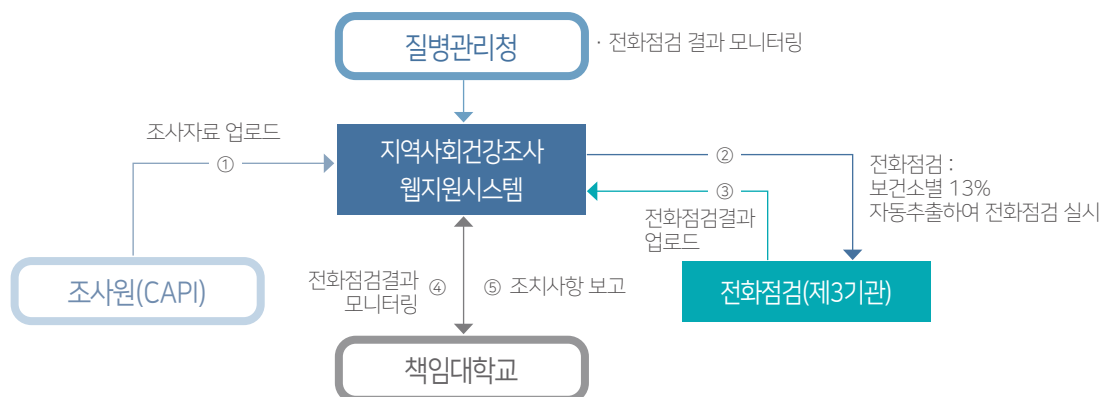 질병관리청
· 전화점검 결과 모니터링
조사자료 업로드
①
지역사회건강조사
웹지원시스템
②
③
전화점검 :
보건소별 13%
자동추출하여 전화점검 실시
전화점검결과
업로드
조사원(CAPI)
전화점검결과
모니터링
④
⑤ 조치사항 보고
전화점검(제3기관)
책임대학교